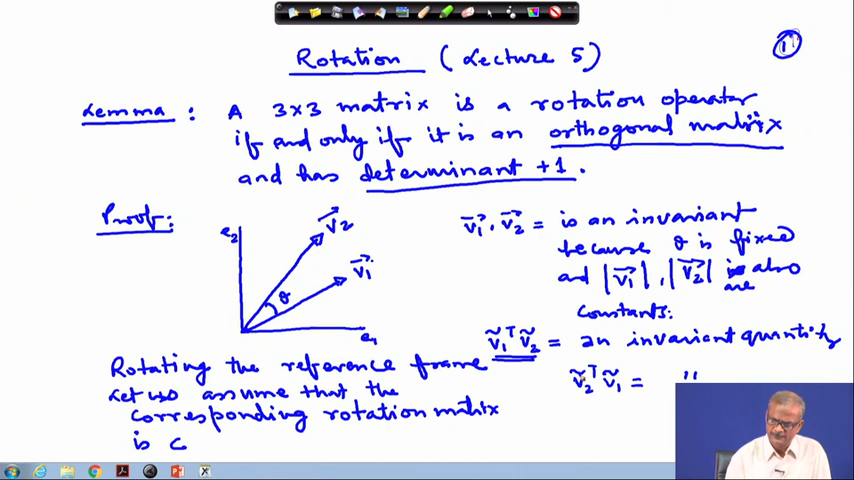 1
Rotation (Lecture 5)
Lemma : A 3x3 matrix is a rotation operator
if and only if it is an orthogonal matrix
and has determinant +1.
Proof:
e2
v2
v1
θ
e1
v1 . v2 = is an invariant
because θ is fixed
and |v1|, |v2| also
are
constants.
ṽ1ᵀ ṽ2 = an invariant quantity
ṽ2ᵀ ṽ1 = "
Rotating the reference frame
Let us assume that the
corresponding rotation matrix
is C